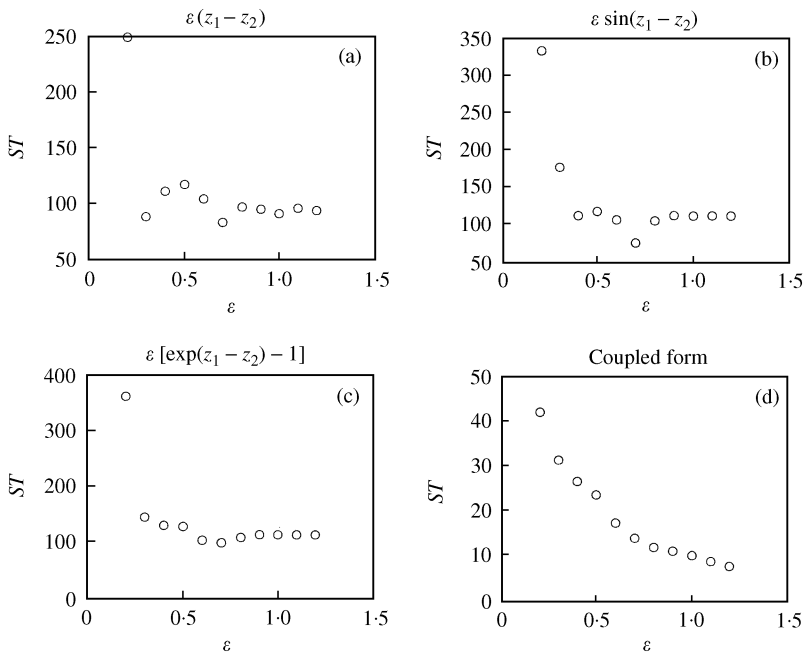 ε (z₁ − z₂)
250
200
150
100
50
ST
(a)
0
0·5
1·0
1·5
ε
ε sin(z₁ − z₂)
350
300
250
200
150
100
50
ST
(b)
0
0·5
1·0
1·5
ε
ε [exp(z₁ − z₂) − 1]
400
300
200
100
0
ST
(c)
0
0·5
1·0
1·5
ε
Coupled form
50
40
30
20
10
0
ST
(d)
0
0·5
1·0
1·5
ε